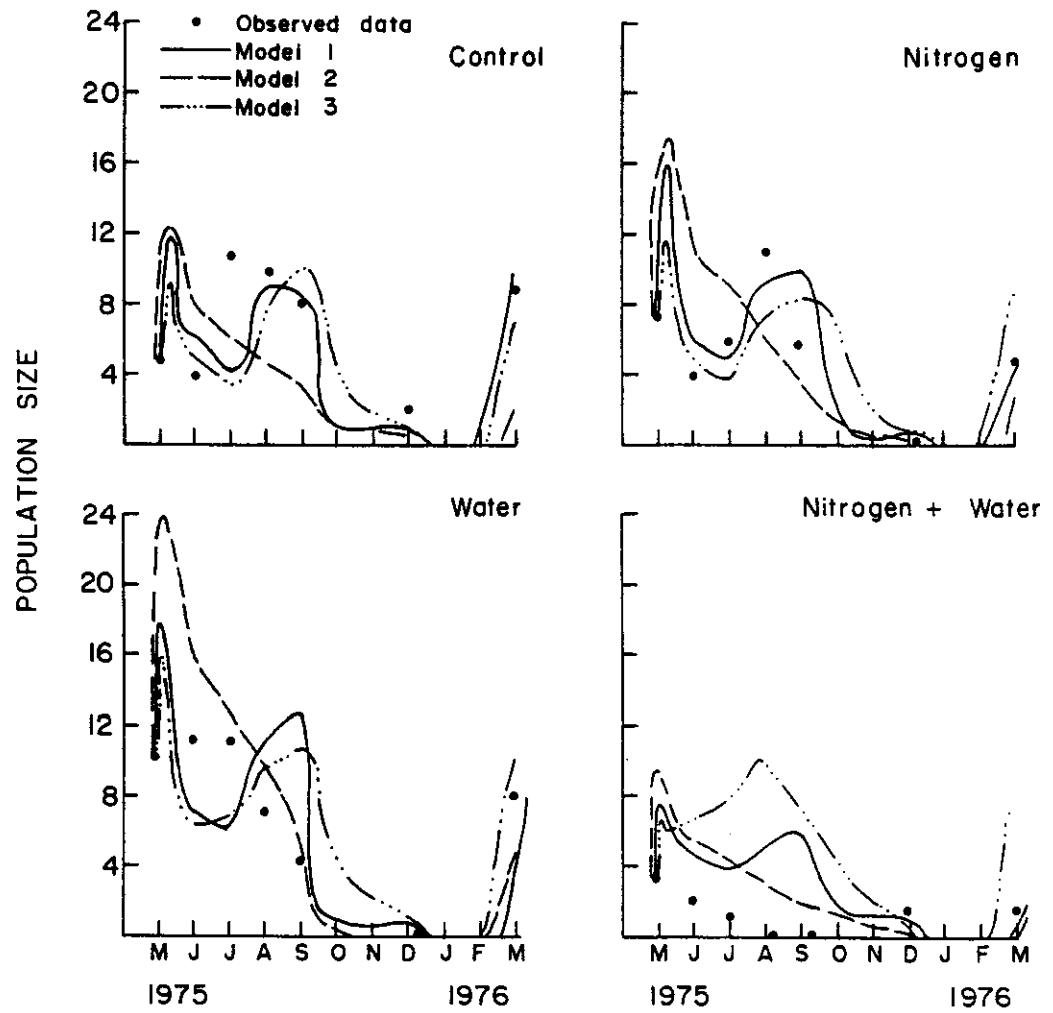 24
20
16
12
8
4
Observed data
Model 1
Model 2
Model 3
Control
Nitrogen
POPULATION SIZE
24
20
16
12
8
4
Water
Nitrogen + Water
M J J A S O N D J F M
1975 1976
M J J A S O N D J F M
1975 1976